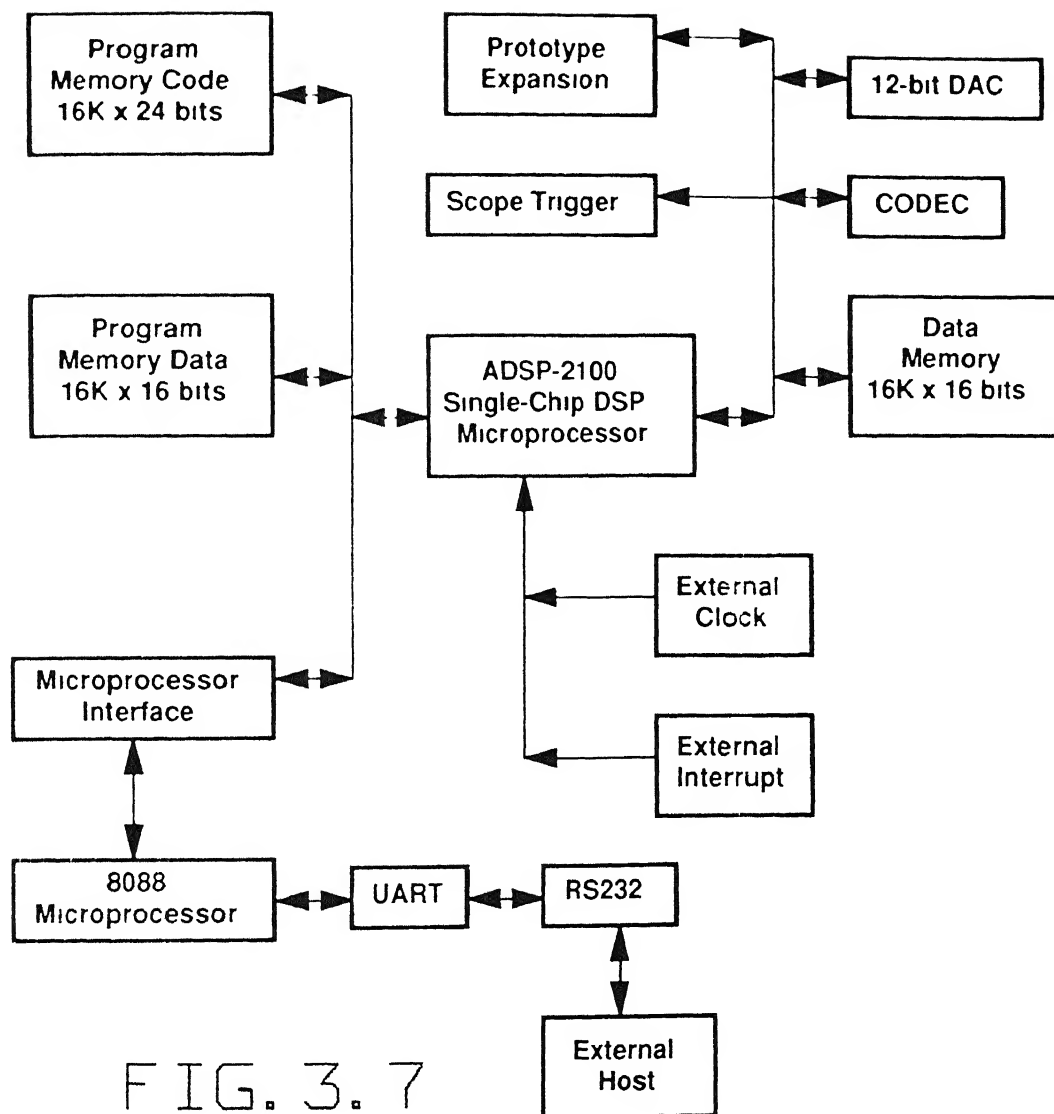 Program
Memory Code
16K x 24 bits
Prototype
Expansion
12-bit DAC
Scope Trigger
CODEC
Program
Memory Data
16K x 16 bits
ADSP-2100
Single-Chip DSP
Microprocessor
Data
Memory
16K x 16 bits
External
Clock
Microprocessor
Interface
External
Interrupt
8088
Microprocessor
UART
RS232
External
Host
FIG. 3.7